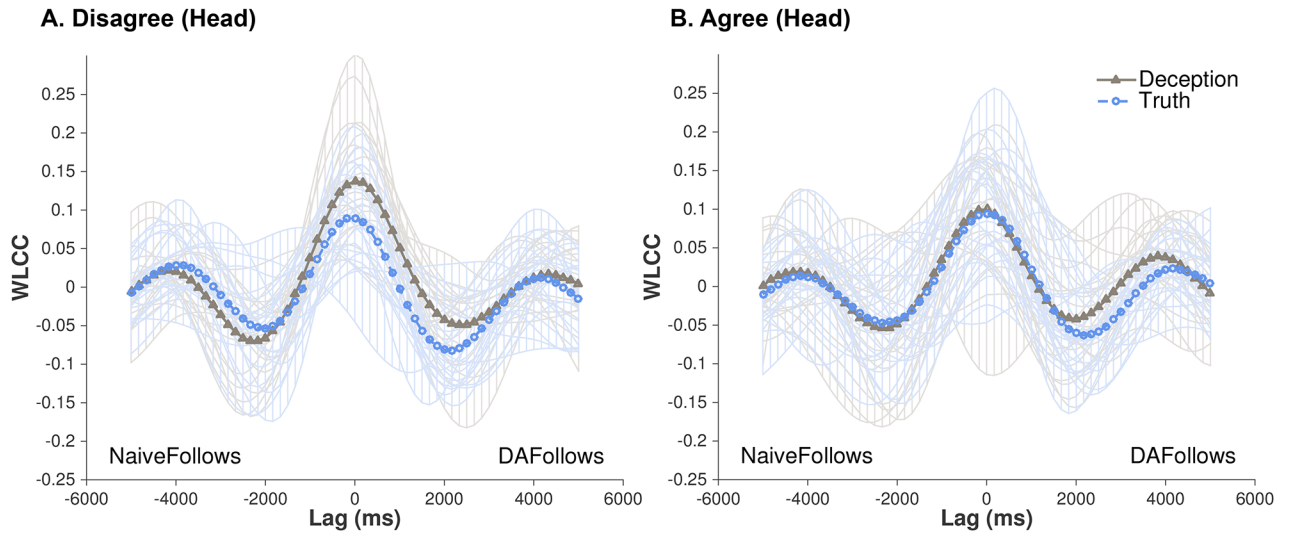 A. Disagree (Head)
0.25
0.2
0.15
0.1
0.05
0
-0.05
-0.1
-0.15
-0.2
-0.25
WLCC
NaiveFollows
DAFollows
-6000 -4000 -2000 0 2000 4000 6000
Lag (ms)
B. Agree (Head)
Deception
Truth
0.25
0.2
0.15
0.1
0.05
0
-0.05
-0.1
-0.15
-0.2
-0.25
WLCC
NaiveFollows
DAFollows
-6000 -4000 -2000 0 2000 4000 6000
Lag (ms)